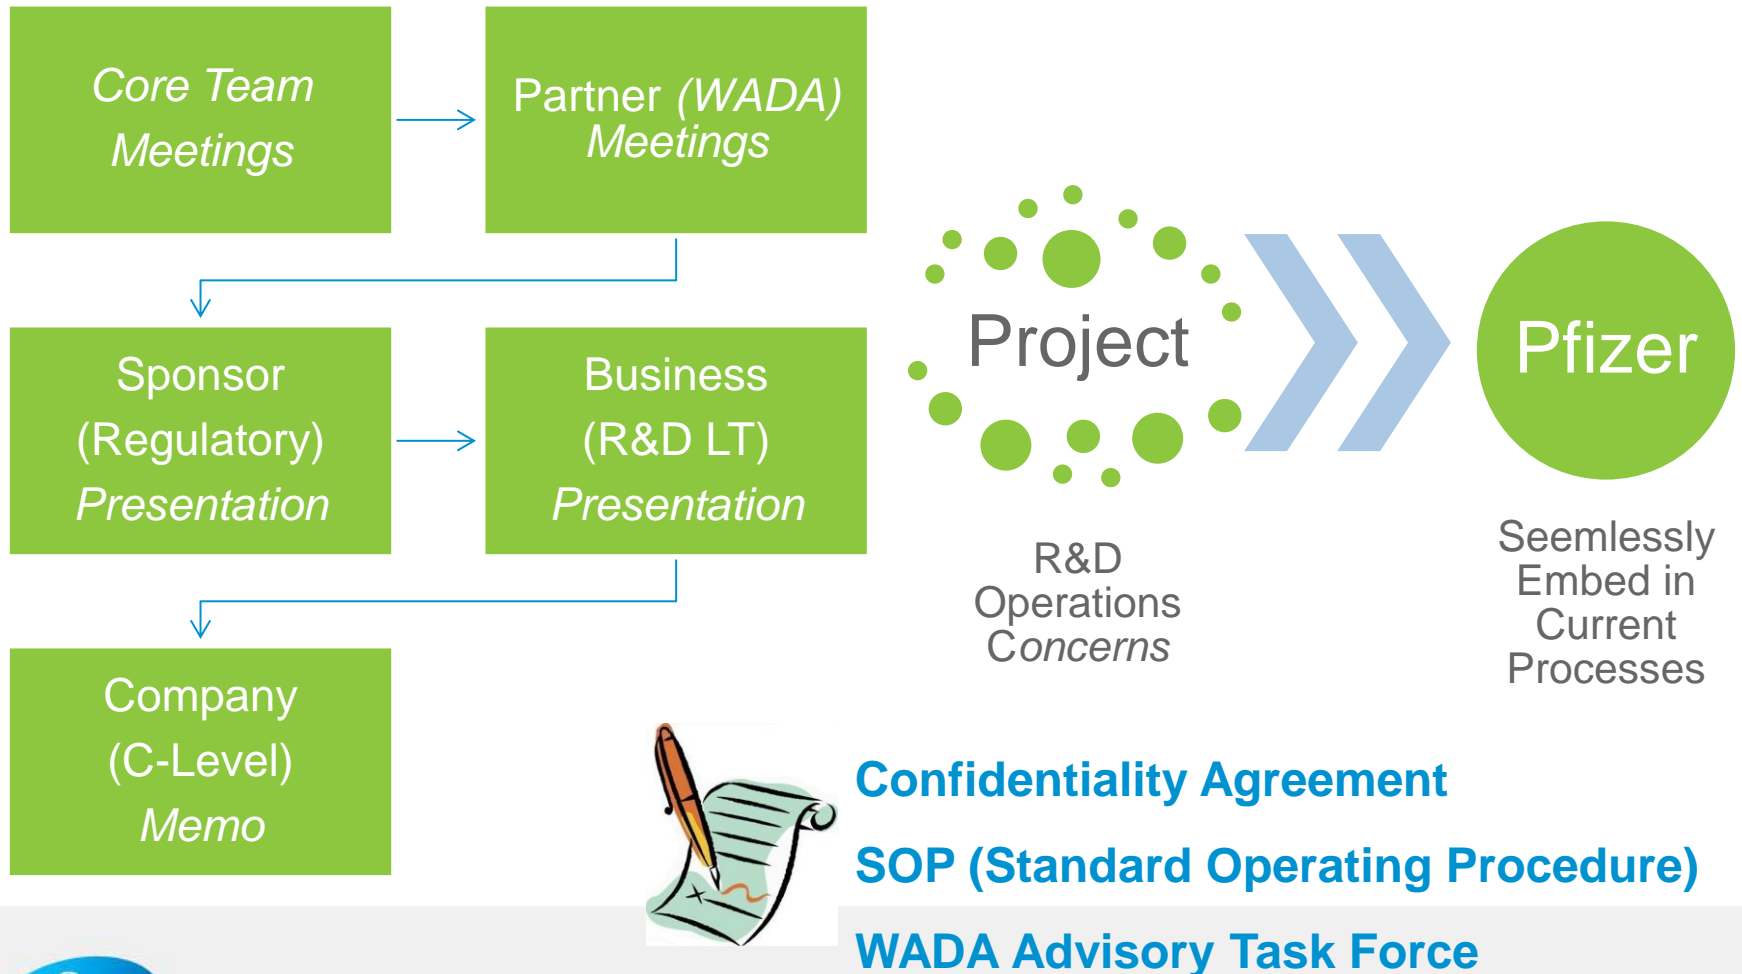 Core Team
Meetings
Partner (WADA)
Meetings
Sponsor
(Regulatory)
Presentation
Business
(R&D LT)
Presentation
Company
(C-Level)
Memo
Project
Pfizer
R&D
Operations
Concerns
Seemlessly
Embed in
Current
Processes
Confidentiality Agreement
SOP (Standard Operating Procedure)
WADA Advisory Task Force